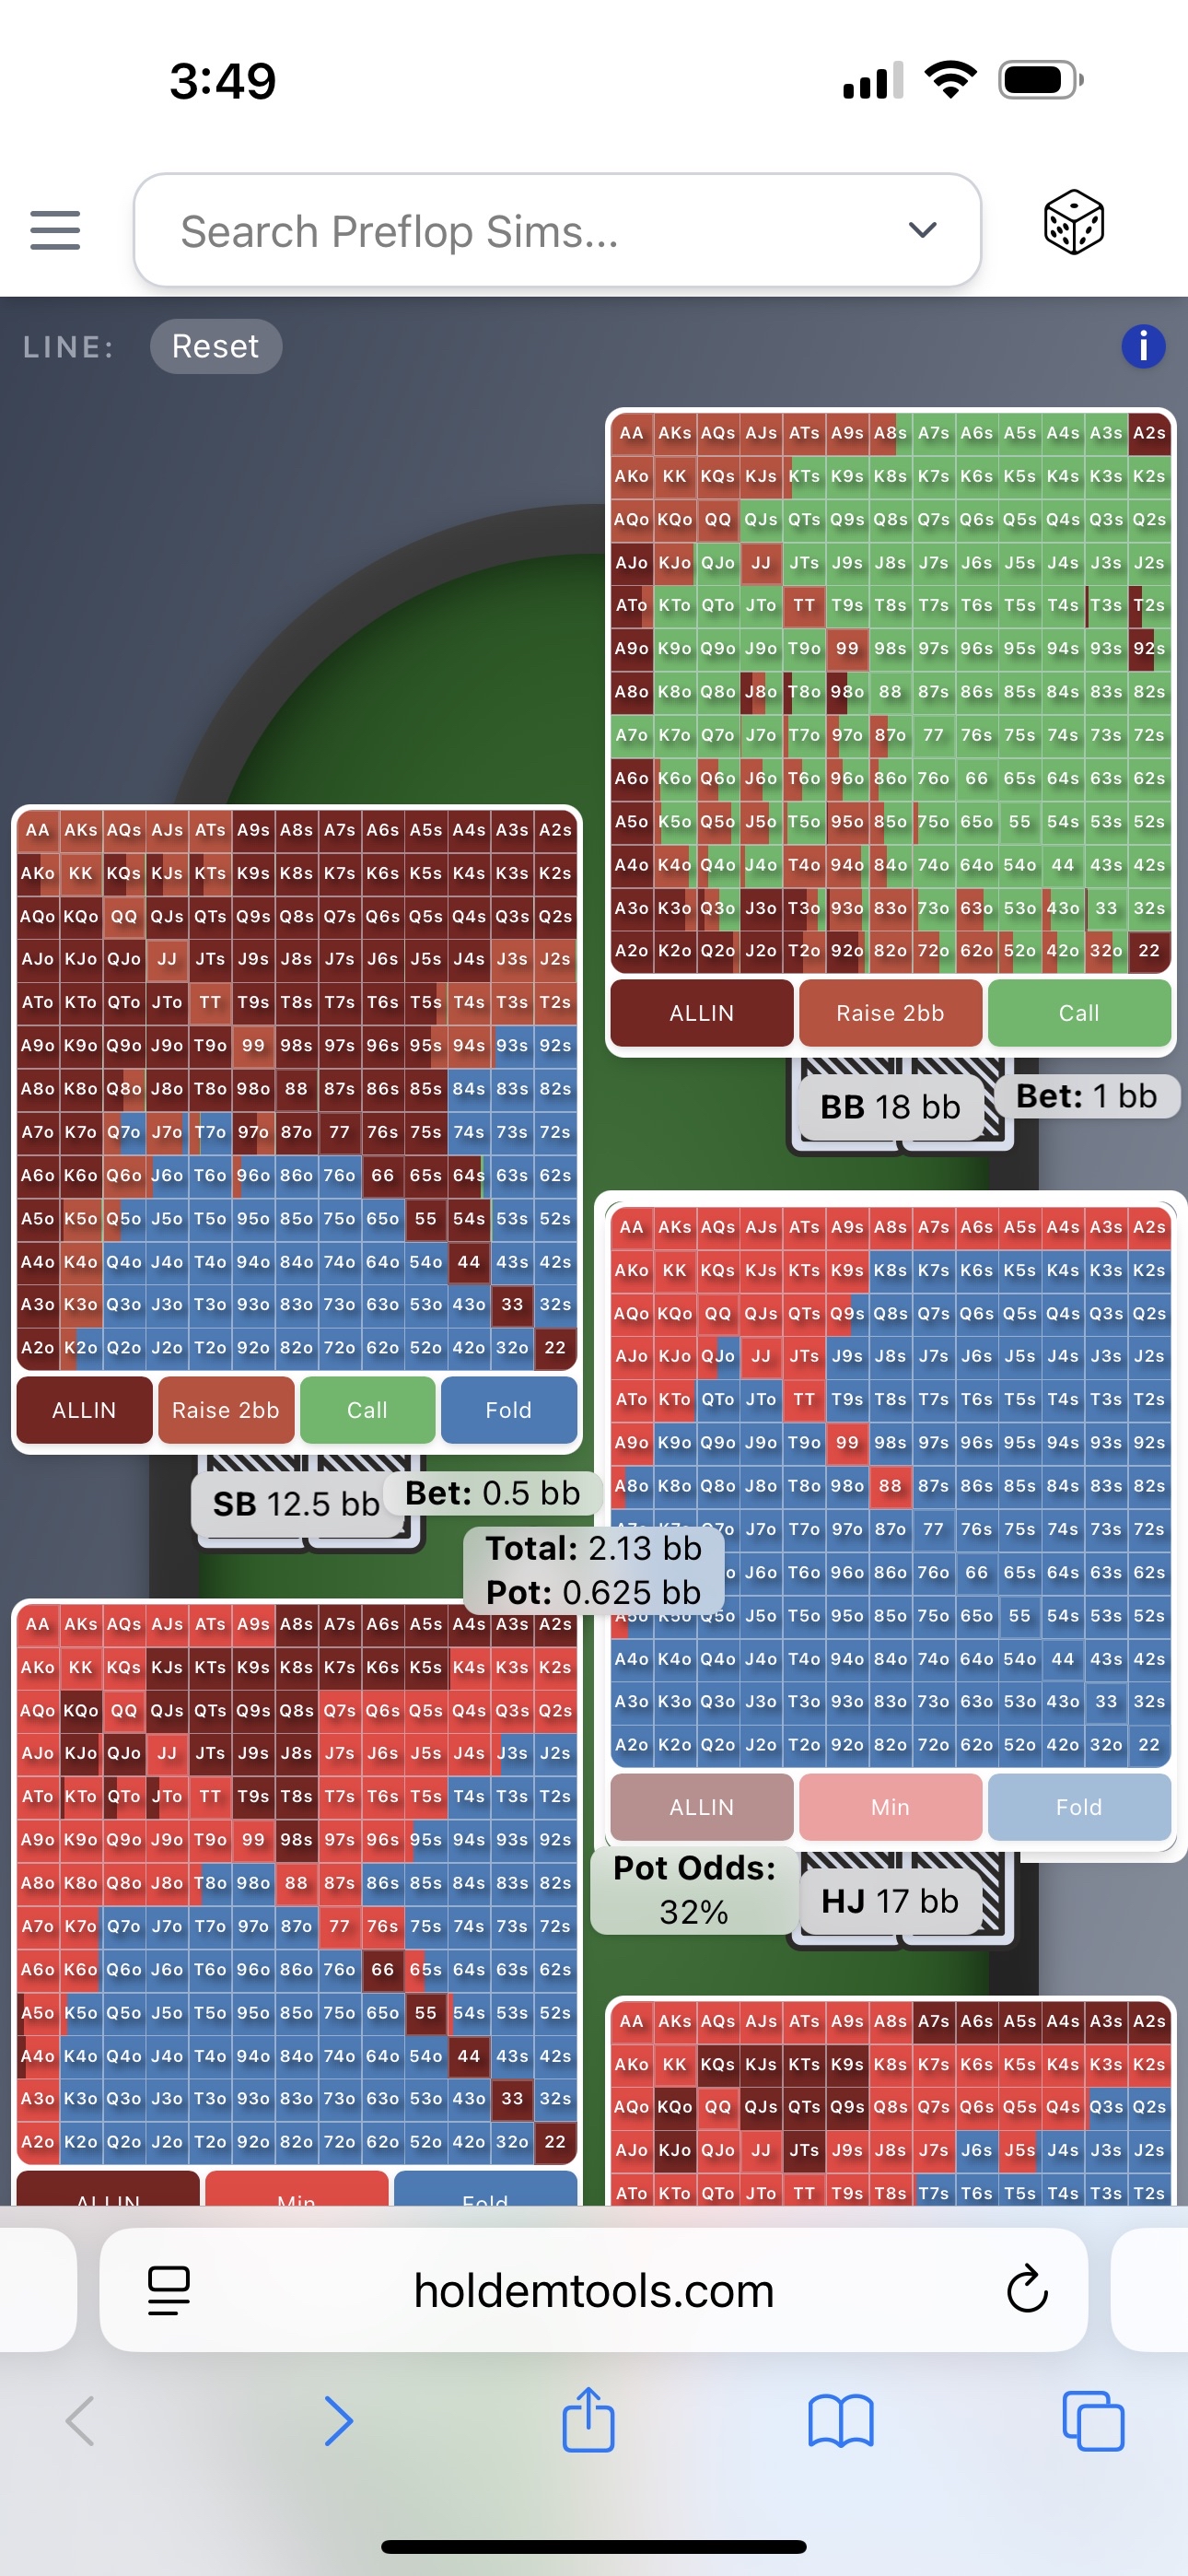 3:49
Search Preflop Sims...
LINE: Reset
i
AA AKs AQs AJs ATs A9s A8s A7s A6s A5s A4s A3s A2s
AKo KK KQs KJs KTs K9s K8s K7s K6s K5s K4s K3s K2s
AQo KQo QQ QJs QTs Q9s Q8s Q7s Q6s Q5s Q4s Q3s Q2s
AJo KJo QJo JJ JTs J9s J8s J7s J6s J5s J4s J3s J2s
ATo KTo QTo JTo TT T9s T8s T7s T6s T5s T4s T3s T2s
A9o K9o Q9o J9o T9o 99 98s 97s 96s 95s 94s 93s 92s
A8o K8o Q8o J8o T8o 98o 88 87s 86s 85s 84s 83s 82s
A7o K7o Q7o J7o T7o 97o 87o 77 76s 75s 74s 73s 72s
A6o K6o Q6o J6o T6o 96o 86o 76o 66 65s 64s 63s 62s
A5o K5o Q5o J5o T5o 95o 85o 75o 65o 55 54s 53s 52s
A4o K4o Q4o J4o T4o 94o 84o 74o 64o 54o 44 43s 42s
A3o K3o Q3o J3o T3o 93o 83o 73o 63o 53o 43o 33 32s
A2o K2o Q2o J2o T2o 92o 82o 72o 62o 52o 42o 32o 22
ALLIN Raise 2bb Call
BB 18 bb Bet: 1 bb
AA AKs AQs AJs ATs A9s A8s A7s A6s A5s A4s A3s A2s
AKo KK KQs KJs KTs K9s K8s K7s K6s K5s K4s K3s K2s
AQo KQo QQ QJs QTs Q9s Q8s Q7s Q6s Q5s Q4s Q3s Q2s
AJo KJo QJo JJ JTs J9s J8s J7s J6s J5s J4s J3s J2s
ATo KTo QTo JTo TT T9s T8s T7s T6s T5s T4s T3s T2s
A9o K9o Q9o J9o T9o 99 98s 97s 96s 95s 94s 93s 92s
A8o K8o Q8o J8o T8o 98o 88 87s 86s 85s 84s 83s 82s
A7o K7o Q7o J7o T7o 97o 87o 77 76s 75s 74s 73s 72s
A6o K6o Q6o J6o T6o 96o 86o 76o 66 65s 64s 63s 62s
A5o K5o Q5o J5o T5o 95o 85o 75o 65o 55 54s 53s 52s
A4o K4o Q4o J4o T4o 94o 84o 74o 64o 54o 44 43s 42s
A3o K3o Q3o J3o T3o 93o 83o 73o 63o 53o 43o 33 32s
A2o K2o Q2o J2o T2o 92o 82o 72o 62o 52o 42o 32o 22
ALLIN Raise 2bb Call Fold
SB 12.5 bb Bet: 0.5 bb
Total: 2.13 bb
Pot: 0.625 bb
AA AKs AQs AJs ATs A9s A8s A7s A6s A5s A4s A3s A2s
AKo KK KQs KJs KTs K9s K8s K7s K6s K5s K4s K3s K2s
AQo KQo QQ QJs QTs Q9s Q8s Q7s Q6s Q5s Q4s Q3s Q2s
AJo KJo QJo JJ JTs J9s J8s J7s J6s J5s J4s J3s J2s
ATo KTo QTo JTo TT T9s T8s T7s T6s T5s T4s T3s T2s
A9o K9o Q9o J9o T9o 99 98s 97s 96s 95s 94s 93s 92s
A8o K8o Q8o J8o T8o 98o 88 87s 86s 85s 84s 83s 82s
J7o T7o 97o 87o 77 76s 75s 74s 73s 72s
J6o T6o 96o 86o 76o 66 65s 64s 63s 62s
J5o T5o 95o 85o 75o 65o 55 54s 53s 52s
A4o K4o Q4o J4o T4o 94o 84o 74o 64o 54o 44 43s 42s
A3o K3o Q3o J3o T3o 93o 83o 73o 63o 53o 43o 33 32s
A2o K2o Q2o J2o T2o 92o 82o 72o 62o 52o 42o 32o 22
ALLIN Min Fold
Pot Odds:
32%
HJ 17 bb
AA AKs AQs AJs ATs A9s A8s A7s A6s A5s A4s A3s A2s
AKo KK KQs KJs KTs K9s K8s K7s K6s K5s K4s K3s K2s
AQo KQo QQ QJs QTs Q9s Q8s Q7s Q6s Q5s Q4s Q3s Q2s
AJo KJo QJo JJ JTs J9s J8s J7s J6s J5s J4s J3s J2s
ATo KTo QTo JTo TT T9s T8s T7s T6s T5s T4s T3s T2s
A9o K9o Q9o J9o T9o 99 98s 97s 96s 95s 94s 93s 92s
A8o K8o Q8o J8o T8o 98o 88 87s 86s 85s 84s 83s 82s
A7o K7o Q7o J7o T7o 97o 87o 77 76s 75s 74s 73s 72s
A6o K6o Q6o J6o T6o 96o 86o 76o 66 65s 64s 63s 62s
A5o K5o Q5o J5o T5o 95o 85o 75o 65o 55 54s 53s 52s
A4o K4o Q4o J4o T4o 94o 84o 74o 64o 54o 44 43s 42s
A3o K3o Q3o J3o T3o 93o 83o 73o 63o 53o 43o 33 32s
A2o K2o Q2o J2o T2o 92o 82o 72o 62o 52o 42o 32o 22
ALLIN Min Fold
AA AKs AQs AJs ATs A9s A8s A7s A6s A5s A4s A3s A2s
AKo KK KQs KJs KTs K9s K8s K7s K6s K5s K4s K3s K2s
AQo KQo QQ QJs QTs Q9s Q8s Q7s Q6s Q5s Q4s Q3s Q2s
AJo KJo QJo JJ JTs J9s J8s J7s J6s J5s J4s J3s J2s
ATo KTo QTo JTo TT T9s T8s T7s T6s T5s T4s T3s T2s
holdemtools.com